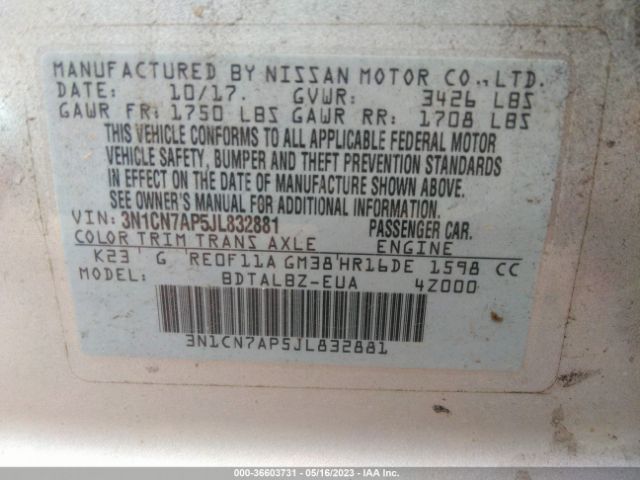 MANUFACTURED BY NISSAN MOTOR CO.,LTD.
DATE: 10/17. GVWR: 3426 LBS
GAWR FR: 1750 LBS GAWR RR: 1708 LBS
THIS VEHICLE CONFORMS TO ALL APPLICABLE FEDERAL MOTOR
VEHICLE SAFETY, BUMPER AND THEFT PREVENTION STANDARDS
IN EFFECT ON THE DATE OF MANUFACTURE SHOWN ABOVE.
SEE OWNER'S MANUAL FOR ADDITIONAL INFORMATION.
VIN: 3N1CN7AP5JL832881 PASSENGER CAR.
COLOR TRIM TRANS AXLE ENGINE
K23 G RE0F11A GM38 HR16DE 1598 CC
MODEL: BDTALBZ-EUA 4Z000
3N1CN7AP5JL832881
000-36603731 - 05/16/2023 - IAA Inc.